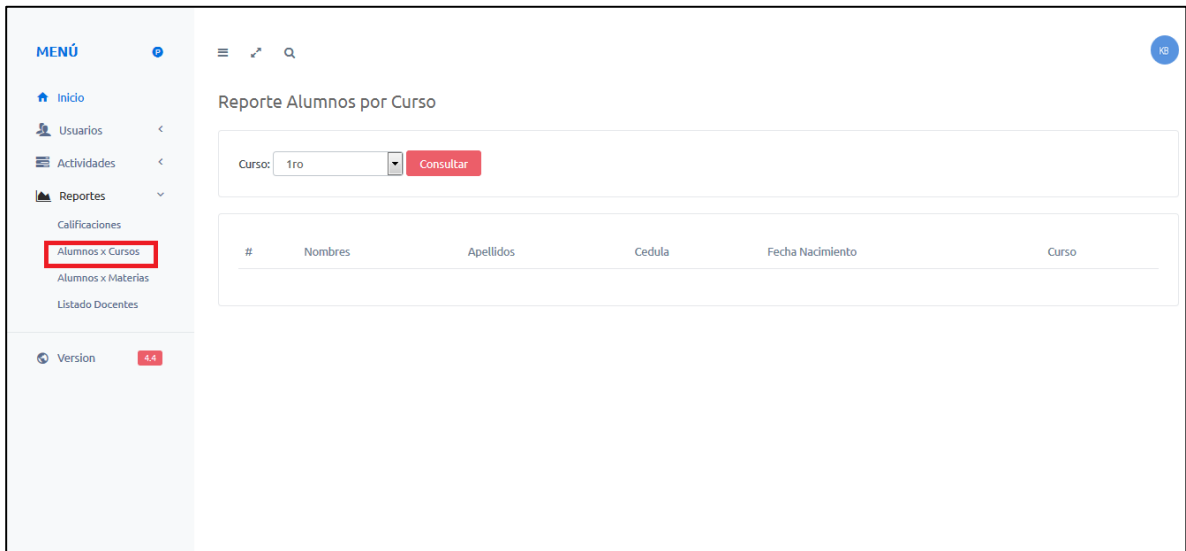 MENÚ
P
KB
Inicio
Usuarios
Actividades
Reportes
Calificaciones
Alumnos x Cursos
Alumnos x Materias
Listado Docentes
Version 4.4
Reporte Alumnos por Curso
Curso: 1ro Consultar
# Nombres Apellidos Cedula Fecha Nacimiento Curso